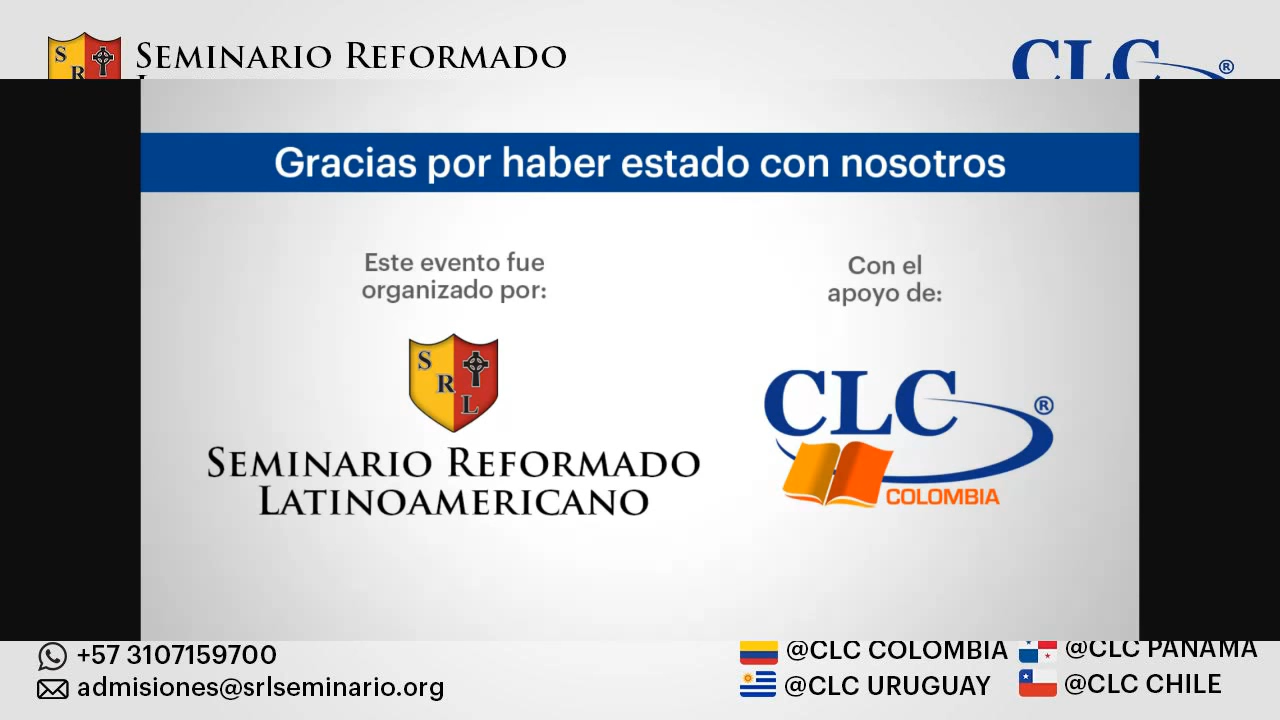 S
R
SEMINARIO REFORMADO
CLC ®
Gracias por haber estado con nosotros
Este evento fue
organizado por:
S
R
L
SEMINARIO REFORMADO
LATINOAMERICANO
Con el
apoyo de:
CLC ®
COLOMBIA
+57 3107159700
admisiones@srlseminario.org
@CLC COLOMBIA
@CLC PANAMA
@CLC URUGUAY
@CLC CHILE